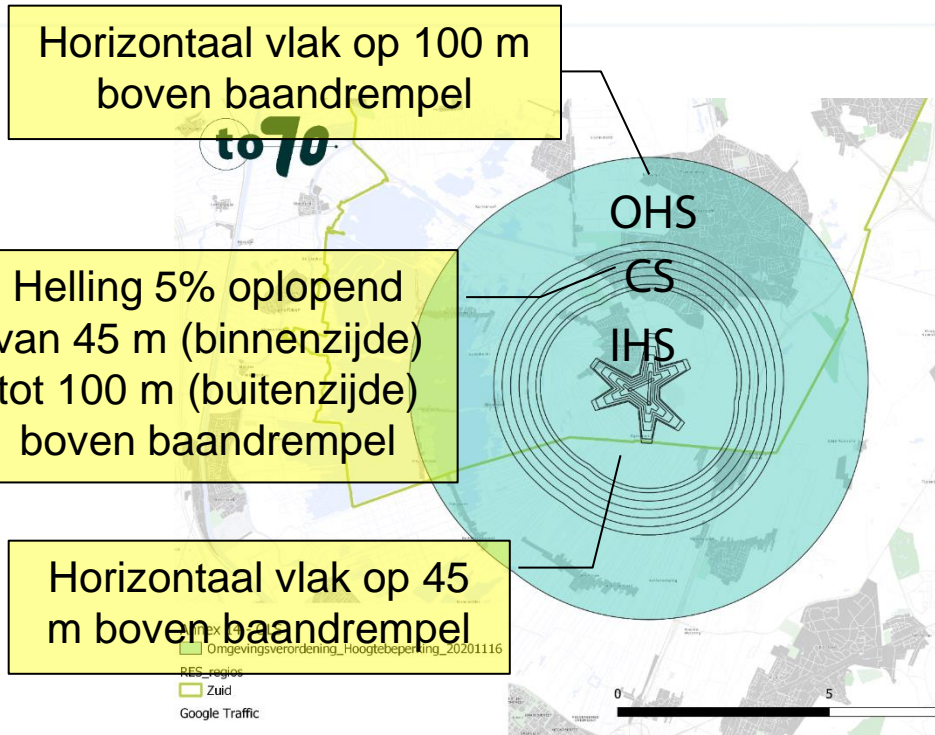 Horizontaal vlak op 100 m
boven baandrempel
to70
OHS
CS
IHS
Helling 5% oplopend
van 45 m (binnenzijde)
tot 100 m (buitenzijde)
boven baandrempel
Horizontaal vlak op 45
m boven baandrempel
Omgevingsverordening_Hoogtebeperking_20201116
RES_regios
Zuid
Google Traffic
0
5